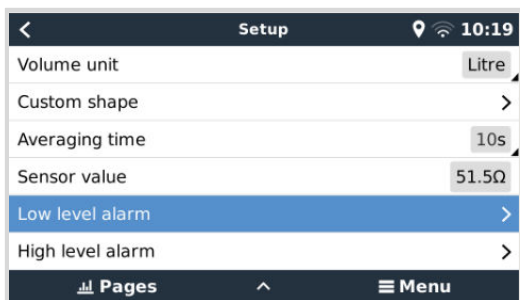 Setup 10:19
Volume unit Litre
Custom shape
Averaging time 10s
Sensor value 51.5Ω
Low level alarm
High level alarm
Pages Menu